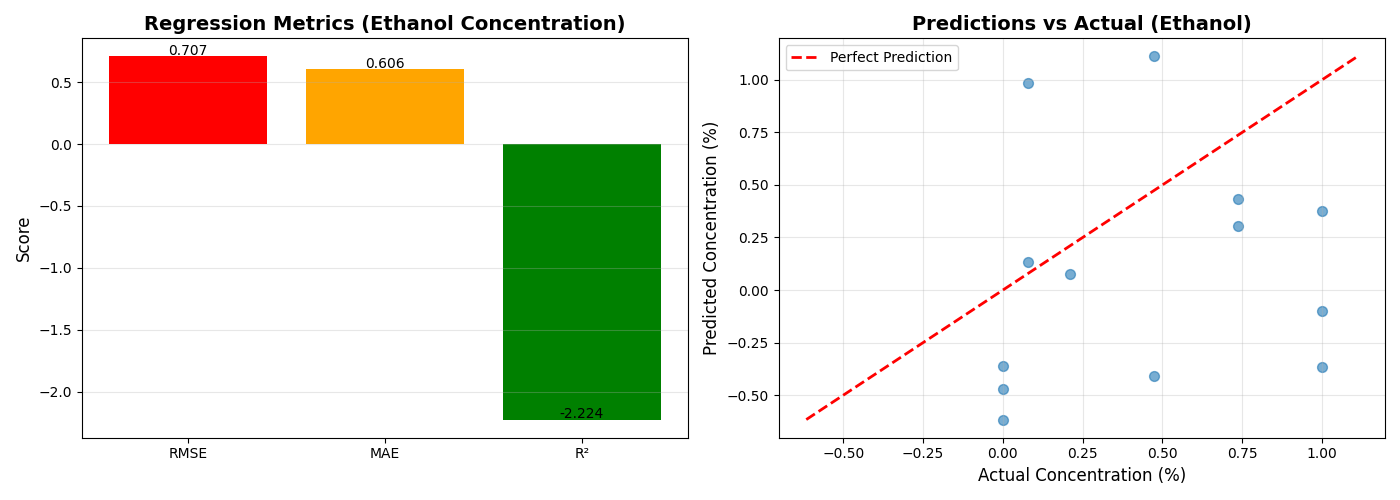 Regression Metrics (Ethanol Concentration)
0.707
0.606
-2.224
0.5
0.0
−0.5
−1.0
−1.5
−2.0
Score
RMSE
MAE
R²
Predictions vs Actual (Ethanol)
Perfect Prediction
1.00
0.75
0.50
0.25
0.00
−0.25
−0.50
Predicted Concentration (%)
−0.50
−0.25
0.00
0.25
0.50
0.75
1.00
Actual Concentration (%)